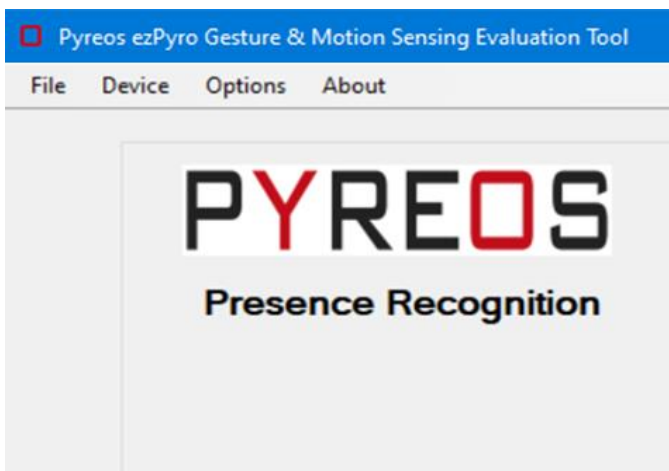 Pyreos ezPyro Gesture & Motion Sensing Evaluation Tool
File Device Options About
PYREOS
Presence Recognition